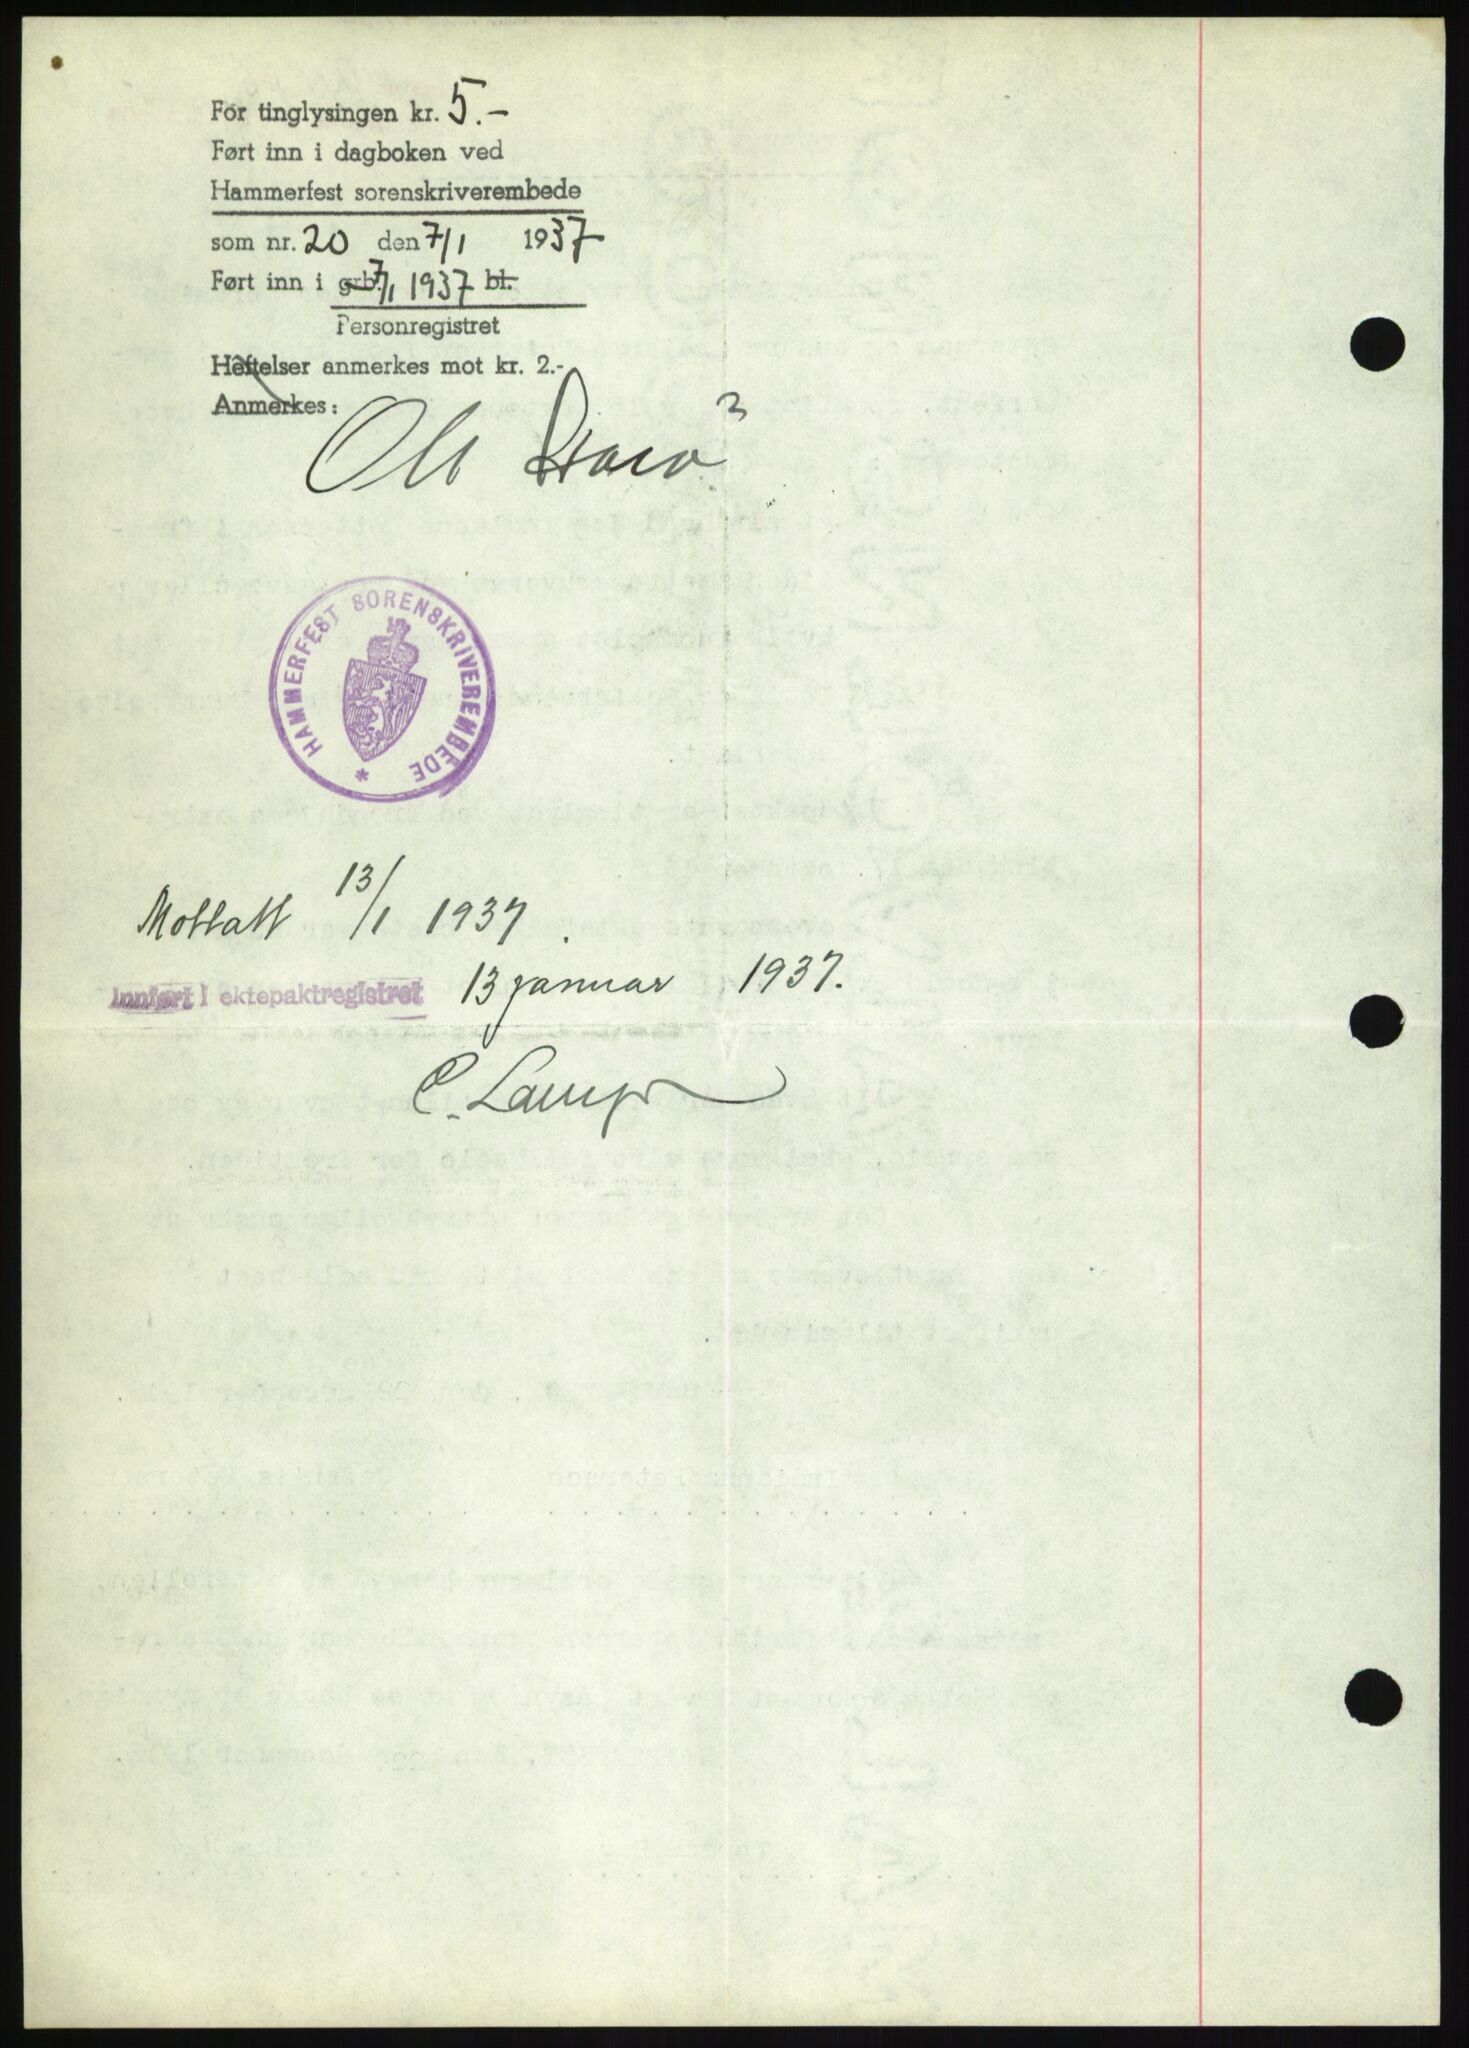 For tinglysingen kr. 5.-
Ført inn i dagboken ved
Hammerfest sorenskriverembede
som nr. 20 den 7/1 1937
Ført inn i grb. 7/1 1937 bl.
Personregistret
Heftelser anmerkes mot kr. 2.-
Anmerkes:
HAMMERFEST SORENSKRIVEREMBEDE *
Mottatt 13/1 1937.
Innført i ektepaktregistret 13 januar 1937.